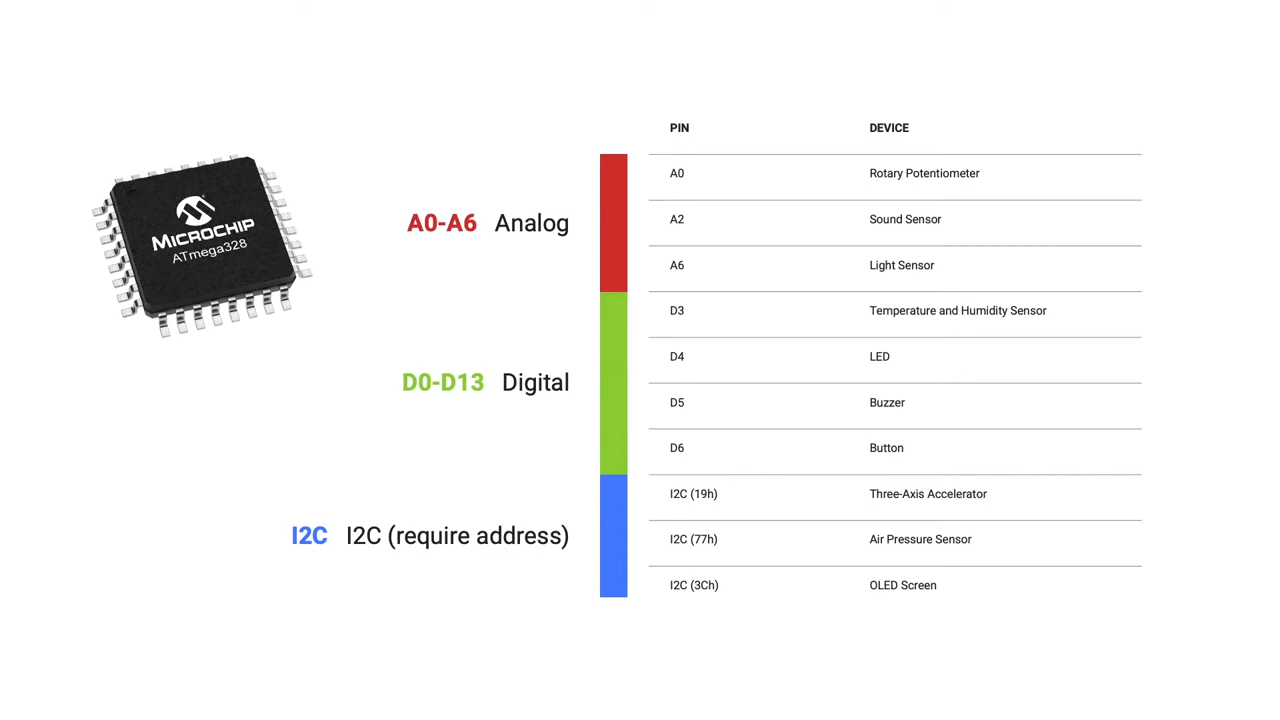 MICROCHIP
ATmega328
A0-A6 Analog
D0-D13 Digital
I2C I2C (require address)
PIN DEVICE
A0 Rotary Potentiometer
A2 Sound Sensor
A6 Light Sensor
D3 Temperature and Humidity Sensor
D4 LED
D5 Buzzer
D6 Button
I2C (19h) Three-Axis Accelerator
I2C (77h) Air Pressure Sensor
I2C (3Ch) OLED Screen